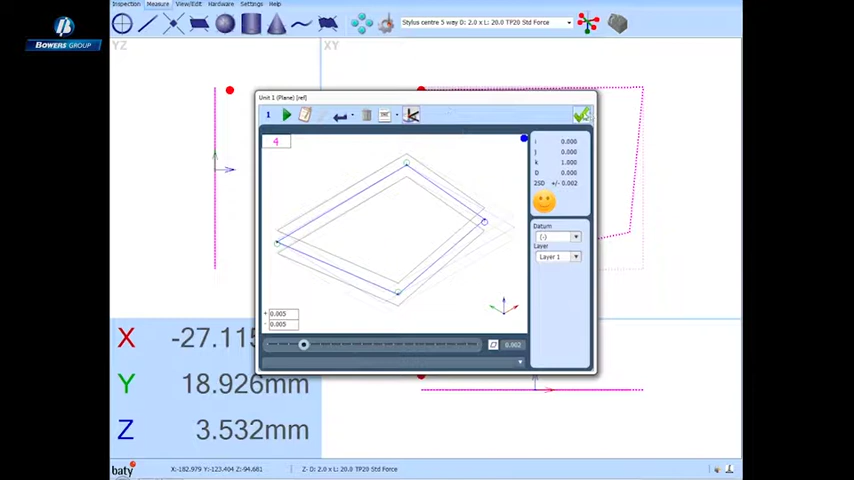 Inspection Measure View/Edit Hardware Settings Help
BOWERS GROUP
Stylus centre 5 way D: 2.0 x L: 20.0 TP20 Std Force
YZ
XY
Unit 1 (Plane) [ref]
1
4
i 0.000
j 0.000
k 1.000
D 0.000
2SD +/- 0.002
Datum
(-)
Layer
Layer 1
+ 0.005
- 0.005
0.002
X -27.115
Y 18.926mm
Z 3.532mm
baty
X:-182.979 Y:-123.404 Z:-94.661
Z- D: 2.0 x L: 20.0 TP20 Std Force